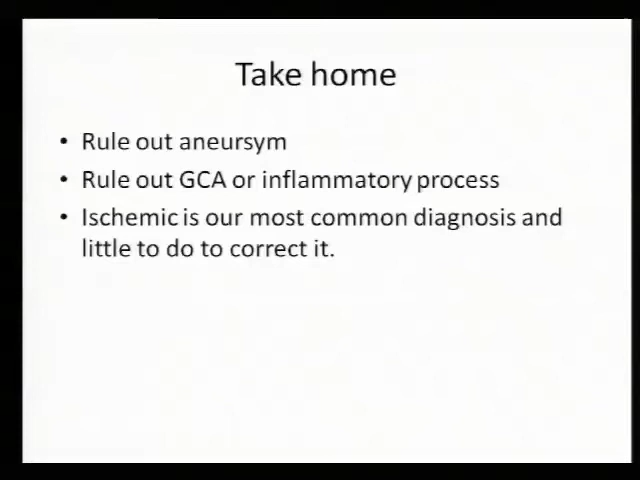 Take home
• Rule out aneursym
• Rule out GCA or inflammatory process
• Ischemic is our most common diagnosis and
little to do to correct it.